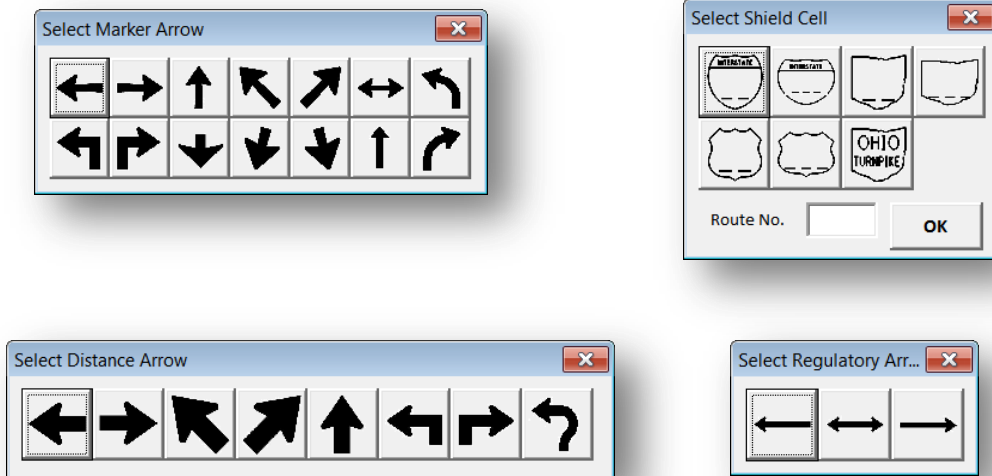 Select Marker Arrow
Select Shield Cell
INTERSTATE
INTERSTATE
OHIO
TURNPIKE
Route No.
OK
Select Distance Arrow
Select Regulatory Arr...